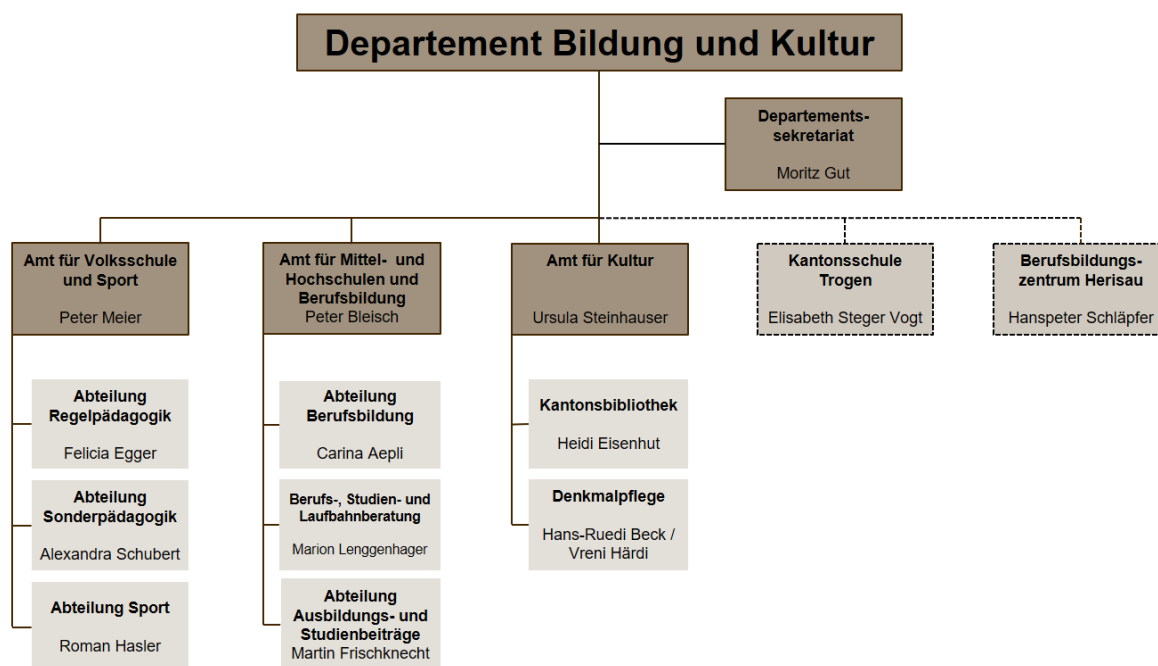 Departement Bildung und Kultur
Departements-
sekretariat
Moritz Gut
Amt für Volksschule
und Sport
Peter Meier
Amt für Mittel- und
Hochschulen und
Berufsbildung
Peter Bleisch
Amt für Kultur
Ursula Steinhauser
Kantonsschule
Trogen
Elisabeth Steger Vogt
Berufsbildungs-
zentrum Herisau
Hanspeter Schläpfer
Abteilung
Regelpädagogik
Felicia Egger
Abteilung
Berufsbildung
Carina Aepli
Kantonsbibliothek
Heidi Eisenhut
Abteilung
Sonderpädagogik
Alexandra Schubert
Berufs-, Studien- und
Laufbahnberatung
Marion Lenggenhager
Denkmalpflege
Hans-Ruedi Beck /
Vreni Härdi
Abteilung Sport
Roman Hasler
Abteilung
Ausbildungs- und
Studienbeiträge
Martin Frischknecht